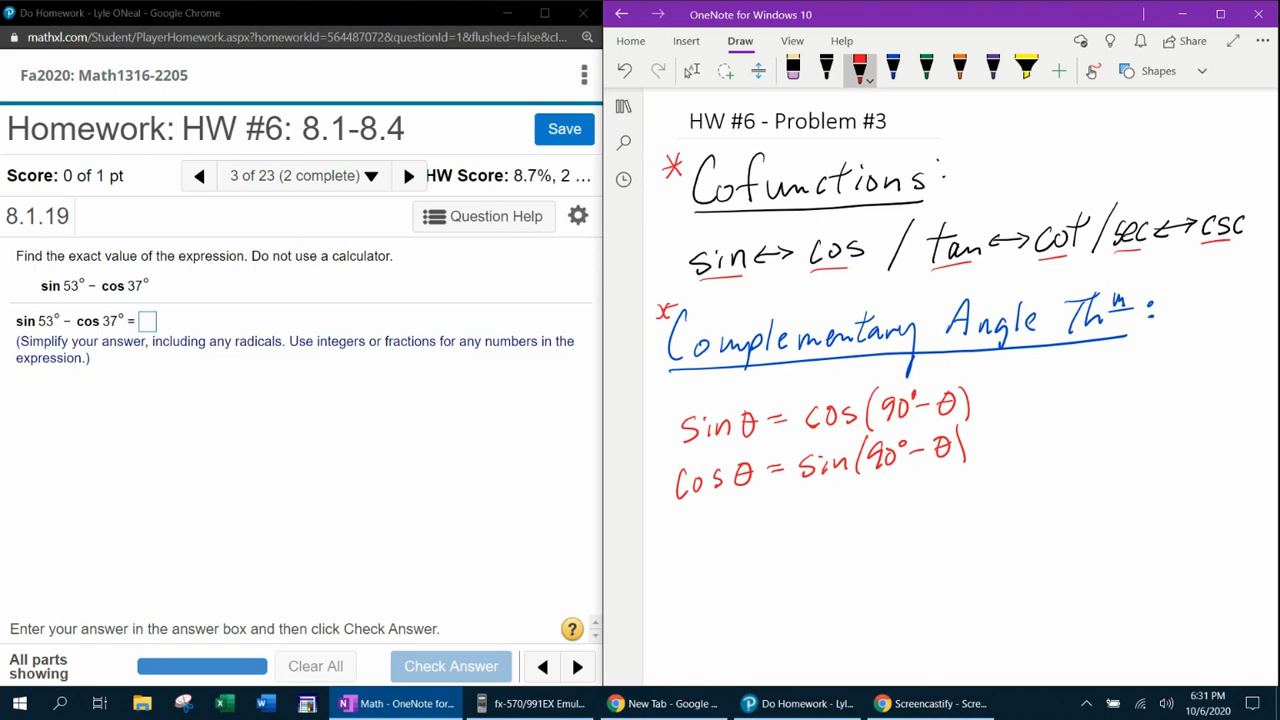 Do Homework - Lyle ONeal - Google Chrome
mathxl.com/Student/PlayerHomework.aspx?homeworkId=564487072&questionId=1&flushed=false&cl...
Fa2020: Math1316-2205
Homework: HW #6: 8.1-8.4
Save
Score: 0 of 1 pt
3 of 23 (2 complete)
HW Score: 8.7%, 2 ...
8.1.19
Question Help
Find the exact value of the expression. Do not use a calculator.
sin 53° − cos 37°
sin 53° − cos 37° =
(Simplify your answer, including any radicals. Use integers or fractions for any numbers in the
expression.)
Enter your answer in the answer box and then click Check Answer.
?
All parts
showing
Clear All
Check Answer
OneNote for Windows 10
Home
Insert
Draw
View
Help
Share
Shapes
HW #6 - Problem #3
* Cofunctions:
sin ↔ cos / tan ↔ cot / sec ↔ csc
* Complementary Angle Thm:
sin θ = cos(90° − θ)
cos θ = sin(90° − θ)
Math - OneNote for...
fx-570/991EX Emul...
New Tab - Google ...
Do Homework - Lyl...
Screencastify - Scre...
6:31 PM
10/6/2020